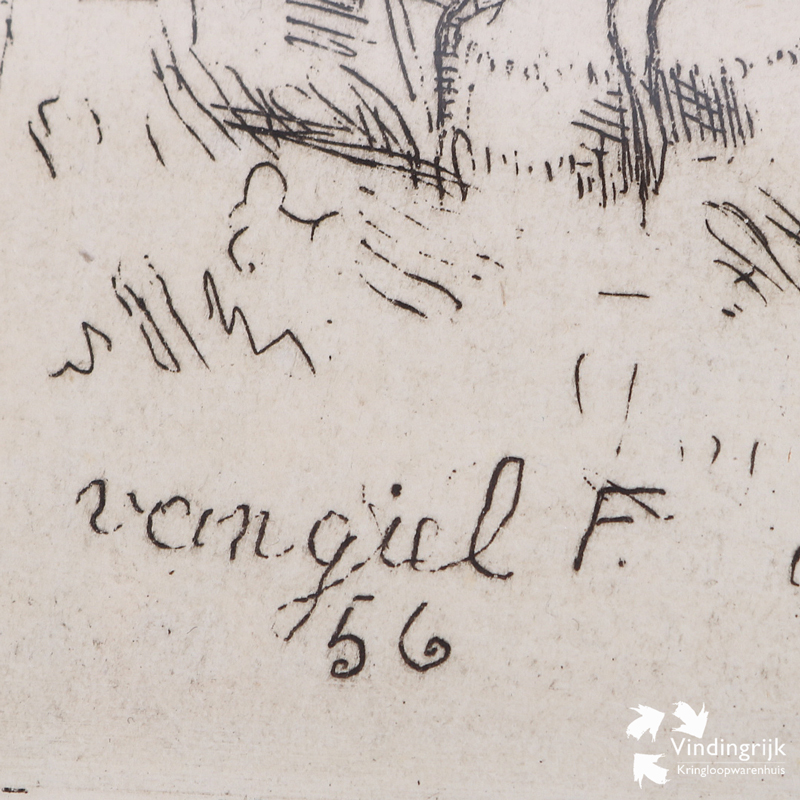 vangiel F.
56
Vindingrijk
Kringloopwarenhuis